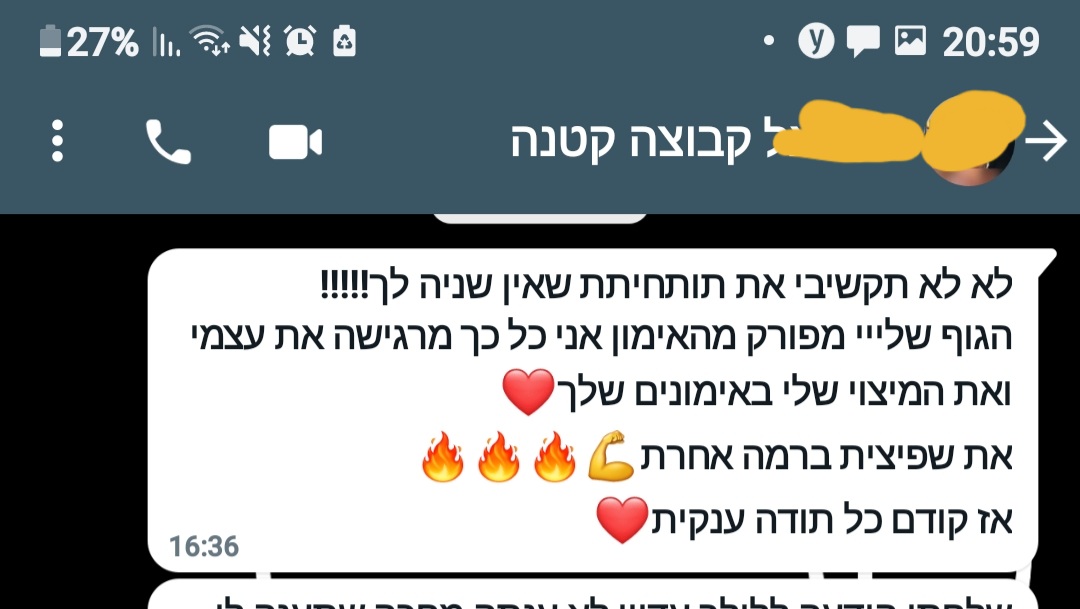 27%
20:59
קבוצה קטנה
לא לא תקשיבי את תותחיתת שאין שניה לך!!!!!
הגוף שלייי מפורק מהאימון אני כל כך מרגישה את עצמי
ואת המיצוי שלי באימונים שלך❤️
את שפיצית ברמה אחרת💪🔥🔥🔥
אז קודם כל תודה ענקית❤️
16:36